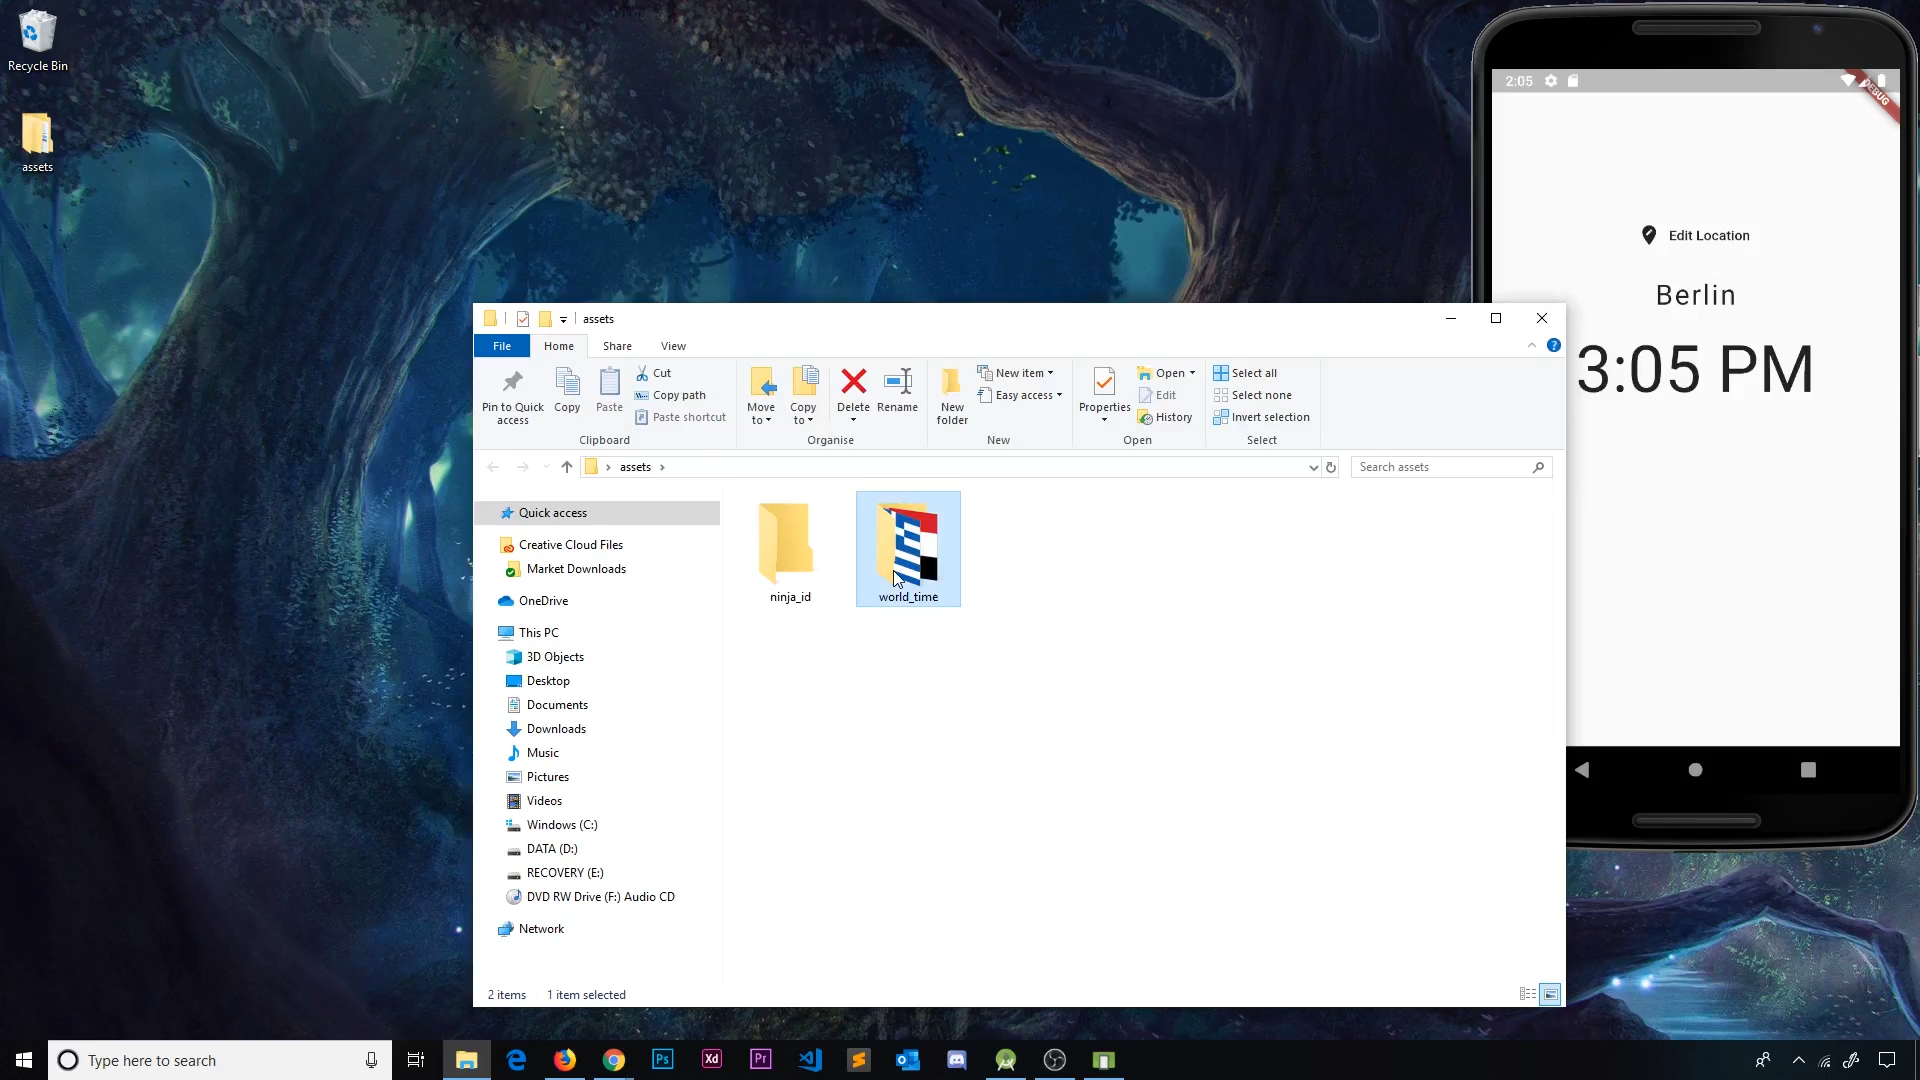 Recycle Bin
assets
2:05
DEBUG
Edit Location
Berlin
3:05 PM
assets
File
Home
Share
View
Pin to Quick access
Copy
Paste
Cut
Copy path
Paste shortcut
Clipboard
Move to
Copy to
Delete
Rename
Organise
New folder
New item
Easy access
New
Properties
Open
Edit
History
Open
Select all
Select none
Invert selection
Select
assets
Search assets
Quick access
Creative Cloud Files
Market Downloads
OneDrive
This PC
3D Objects
Desktop
Documents
Downloads
Music
Pictures
Videos
Windows (C:)
DATA (D:)
RECOVERY (E:)
DVD RW Drive (F:) Audio CD
Network
ninja_id
world_time
2 items
1 item selected
Type here to search
Ps
Xd
Pr